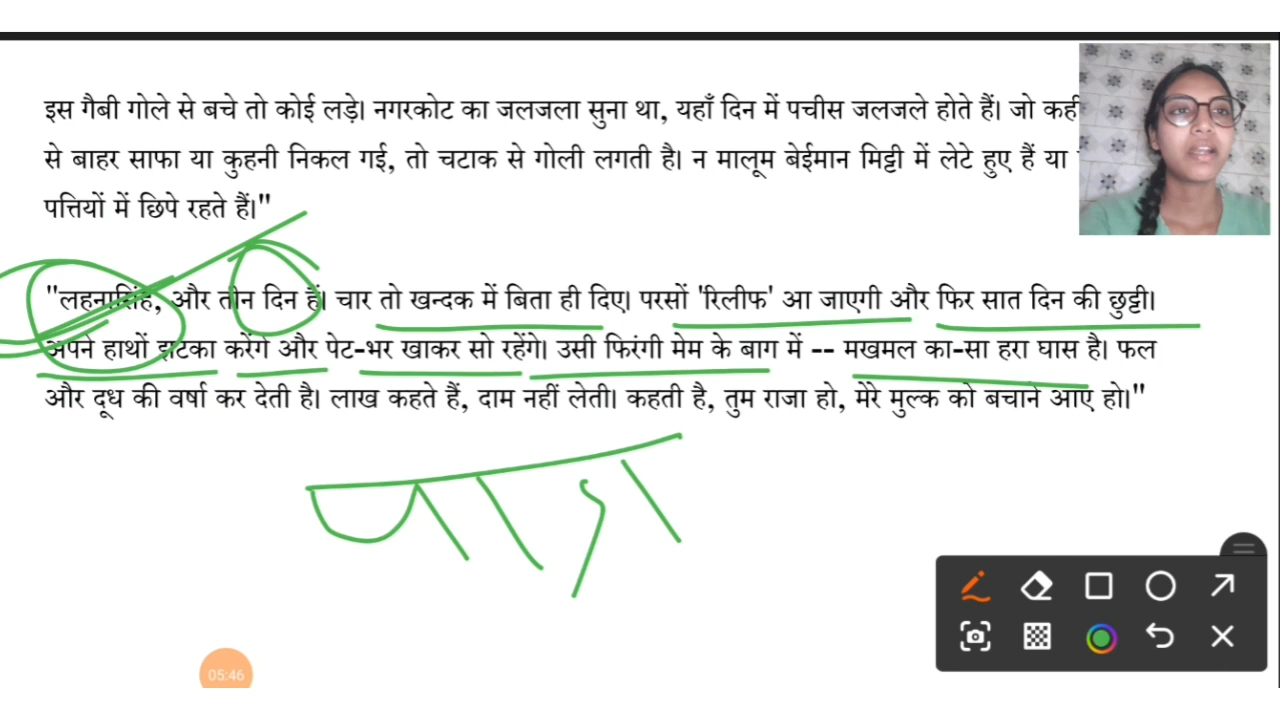 इस गैबी गोले से बचे तो कोई लड़े। नगरकोट का जलजला सुना था, यहाँ दिन में पचीस जलजले होते हैं। जो कहीं
से बाहर साफा या कुहनी निकल गई, तो चटाक से गोली लगती है। न मालूम बेईमान मिट्टी में लेटे हुए हैं या
पत्तियों में छिपे रहते हैं।"
"लहनासिंह, और तीन दिन हैं। चार तो खन्दक में बिता ही दिए। परसों 'रिलीफ' आ जाएगी और फिर सात दिन की छुट्टी।
अपने हाथों झटका करेंगे और पेट-भर खाकर सो रहेंगे। उसी फिरंगी मेम के बाग में -- मखमल का-सा हरा घास है। फल
और दूध की वर्षा कर देती है। लाख कहते हैं, दाम नहीं लेती। कहती है, तुम राजा हो, मेरे मुल्क को बचाने आए हो।"
05:46